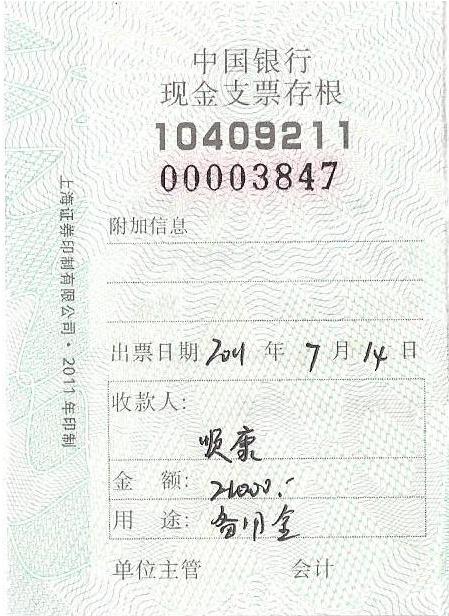 中国银行
现金支票存根
10409211
00003847
附加信息
出票日期 2011 年 7 月 14 日
收款人:
顺康
金 额: 21000.-
用 途: 备用金
单位主管 会计
上海证券印制有限公司·2011年印制